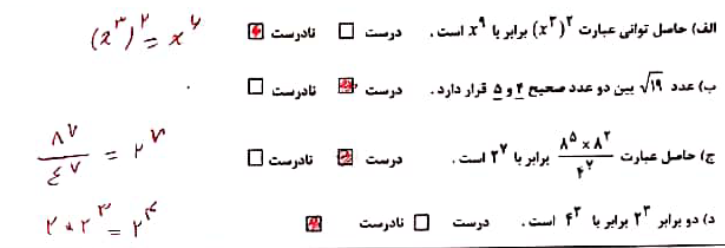 الف) حاصل توانی عبارت (x³)² برابر با x⁹ است. درست نادرست (x³)² = x⁶
ب) عدد √۱۹ بین دو عدد صحیح ۴ و ۵ قرار دارد. درست نادرست
ج) حاصل عبارت (۸⁵ × ۸²)/۴⁷ برابر با ۲⁷ است. درست نادرست ۸⁷/۴⁷ = ۲⁷
د) دو برابر ۲³ برابر با ۴³ است. درست نادرست ۲ × ۲³ = ۲⁴